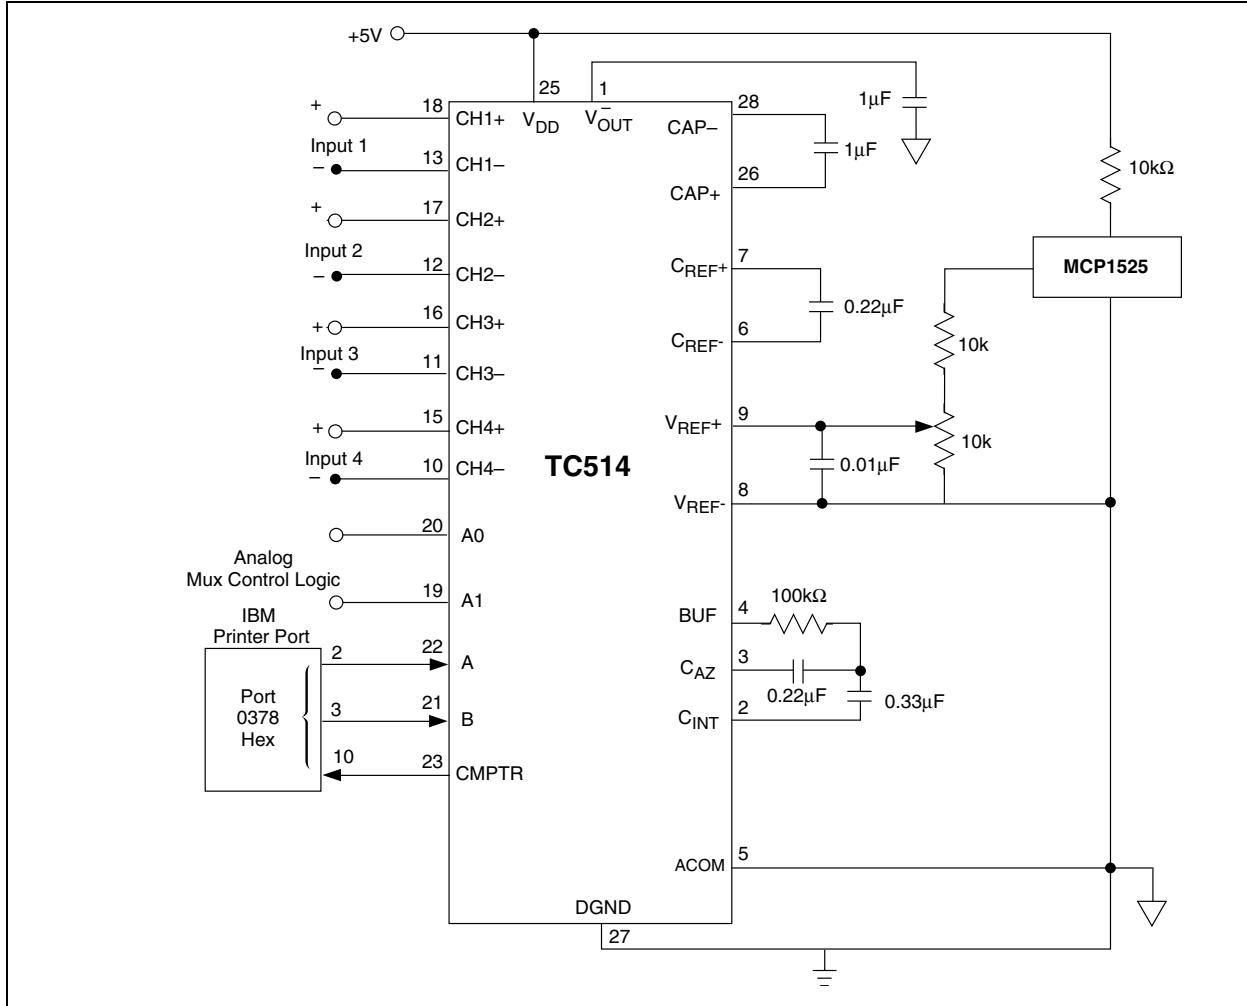 +5V
25
1
V_DD
V_OUT^-
1µF
+
18
CH1+
Input 1
–
13
CH1–
+
17
CH2+
Input 2
–
12
CH2–
+
16
CH3+
Input 3
–
11
CH3–
+
15
CH4+
Input 4
–
10
CH4–
20
A0
Analog
Mux Control Logic
19
A1
IBM
Printer Port
Port
0378
Hex
2
22
A
3
21
B
10
23
CMPTR
TC514
28
CAP–
1µF
26
CAP+
7
C_REF+
0.22µF
6
C_REF-
9
V_REF+
0.01µF
8
V_REF-
10kΩ
MCP1525
10k
10k
BUF
4
100kΩ
C_AZ
3
0.22µF
0.33µF
C_INT
2
ACOM
5
DGND
27